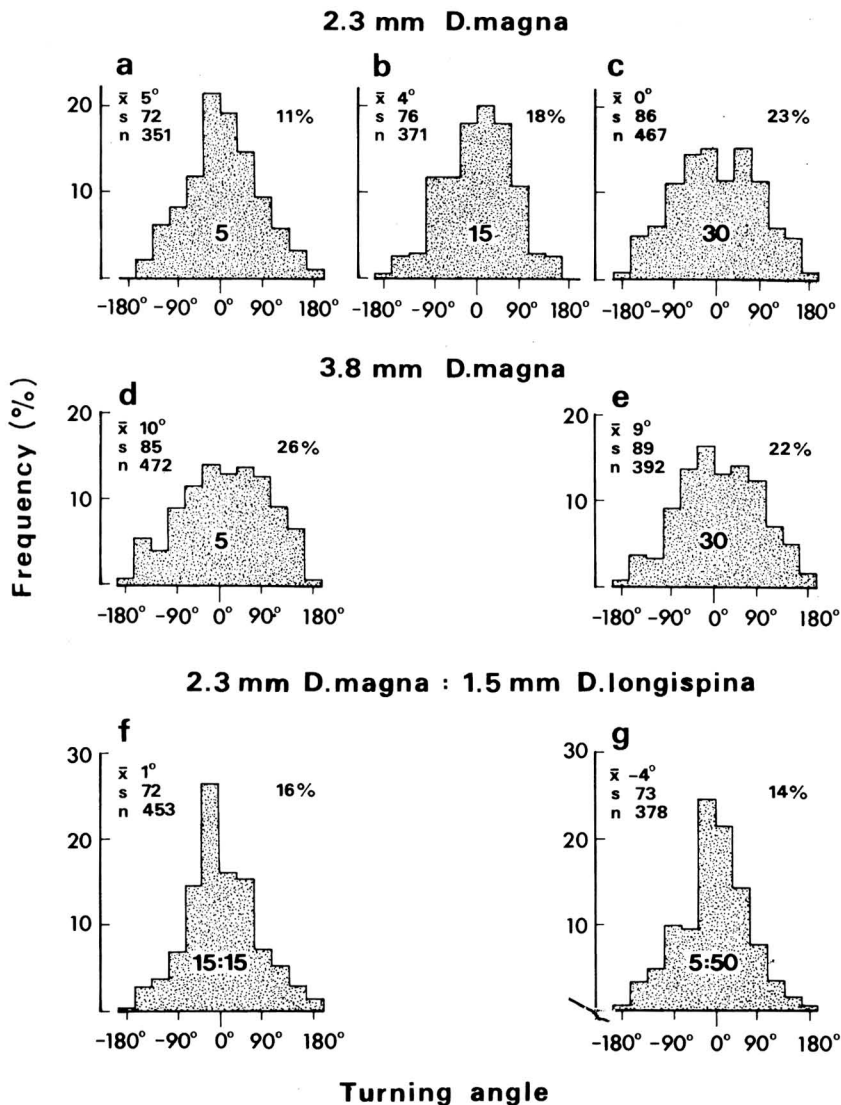 2.3 mm D.magna
a
x̄ 5°
s 72
n 351
11%
20
10
5
-180° -90° 0° 90° 180°
b
x̄ 4°
s 76
n 371
18%
15
-180° -90° 0 90° 180°
c
x̄ 0°
s 86
n 467
23%
30
-180° -90° 0° 90° 180°
Frequency (%)
3.8 mm D.magna
d
x̄ 10°
s 85
n 472
26%
20
10
5
-180° -90° 0° 90° 180°
e
x̄ 9°
s 89
n 392
22%
20
10
30
-180° -90° 0° 90° 180°
2.3 mm D.magna : 1.5 mm D.longispina
f
x̄ 1°
s 72
n 453
16%
30
20
10
15:15
-180° -90° 0° 90° 180°
g
x̄ -4°
s 73
n 378
14%
30
20
10
5:50
-180° -90° 0° 90° 180°
Turning angle